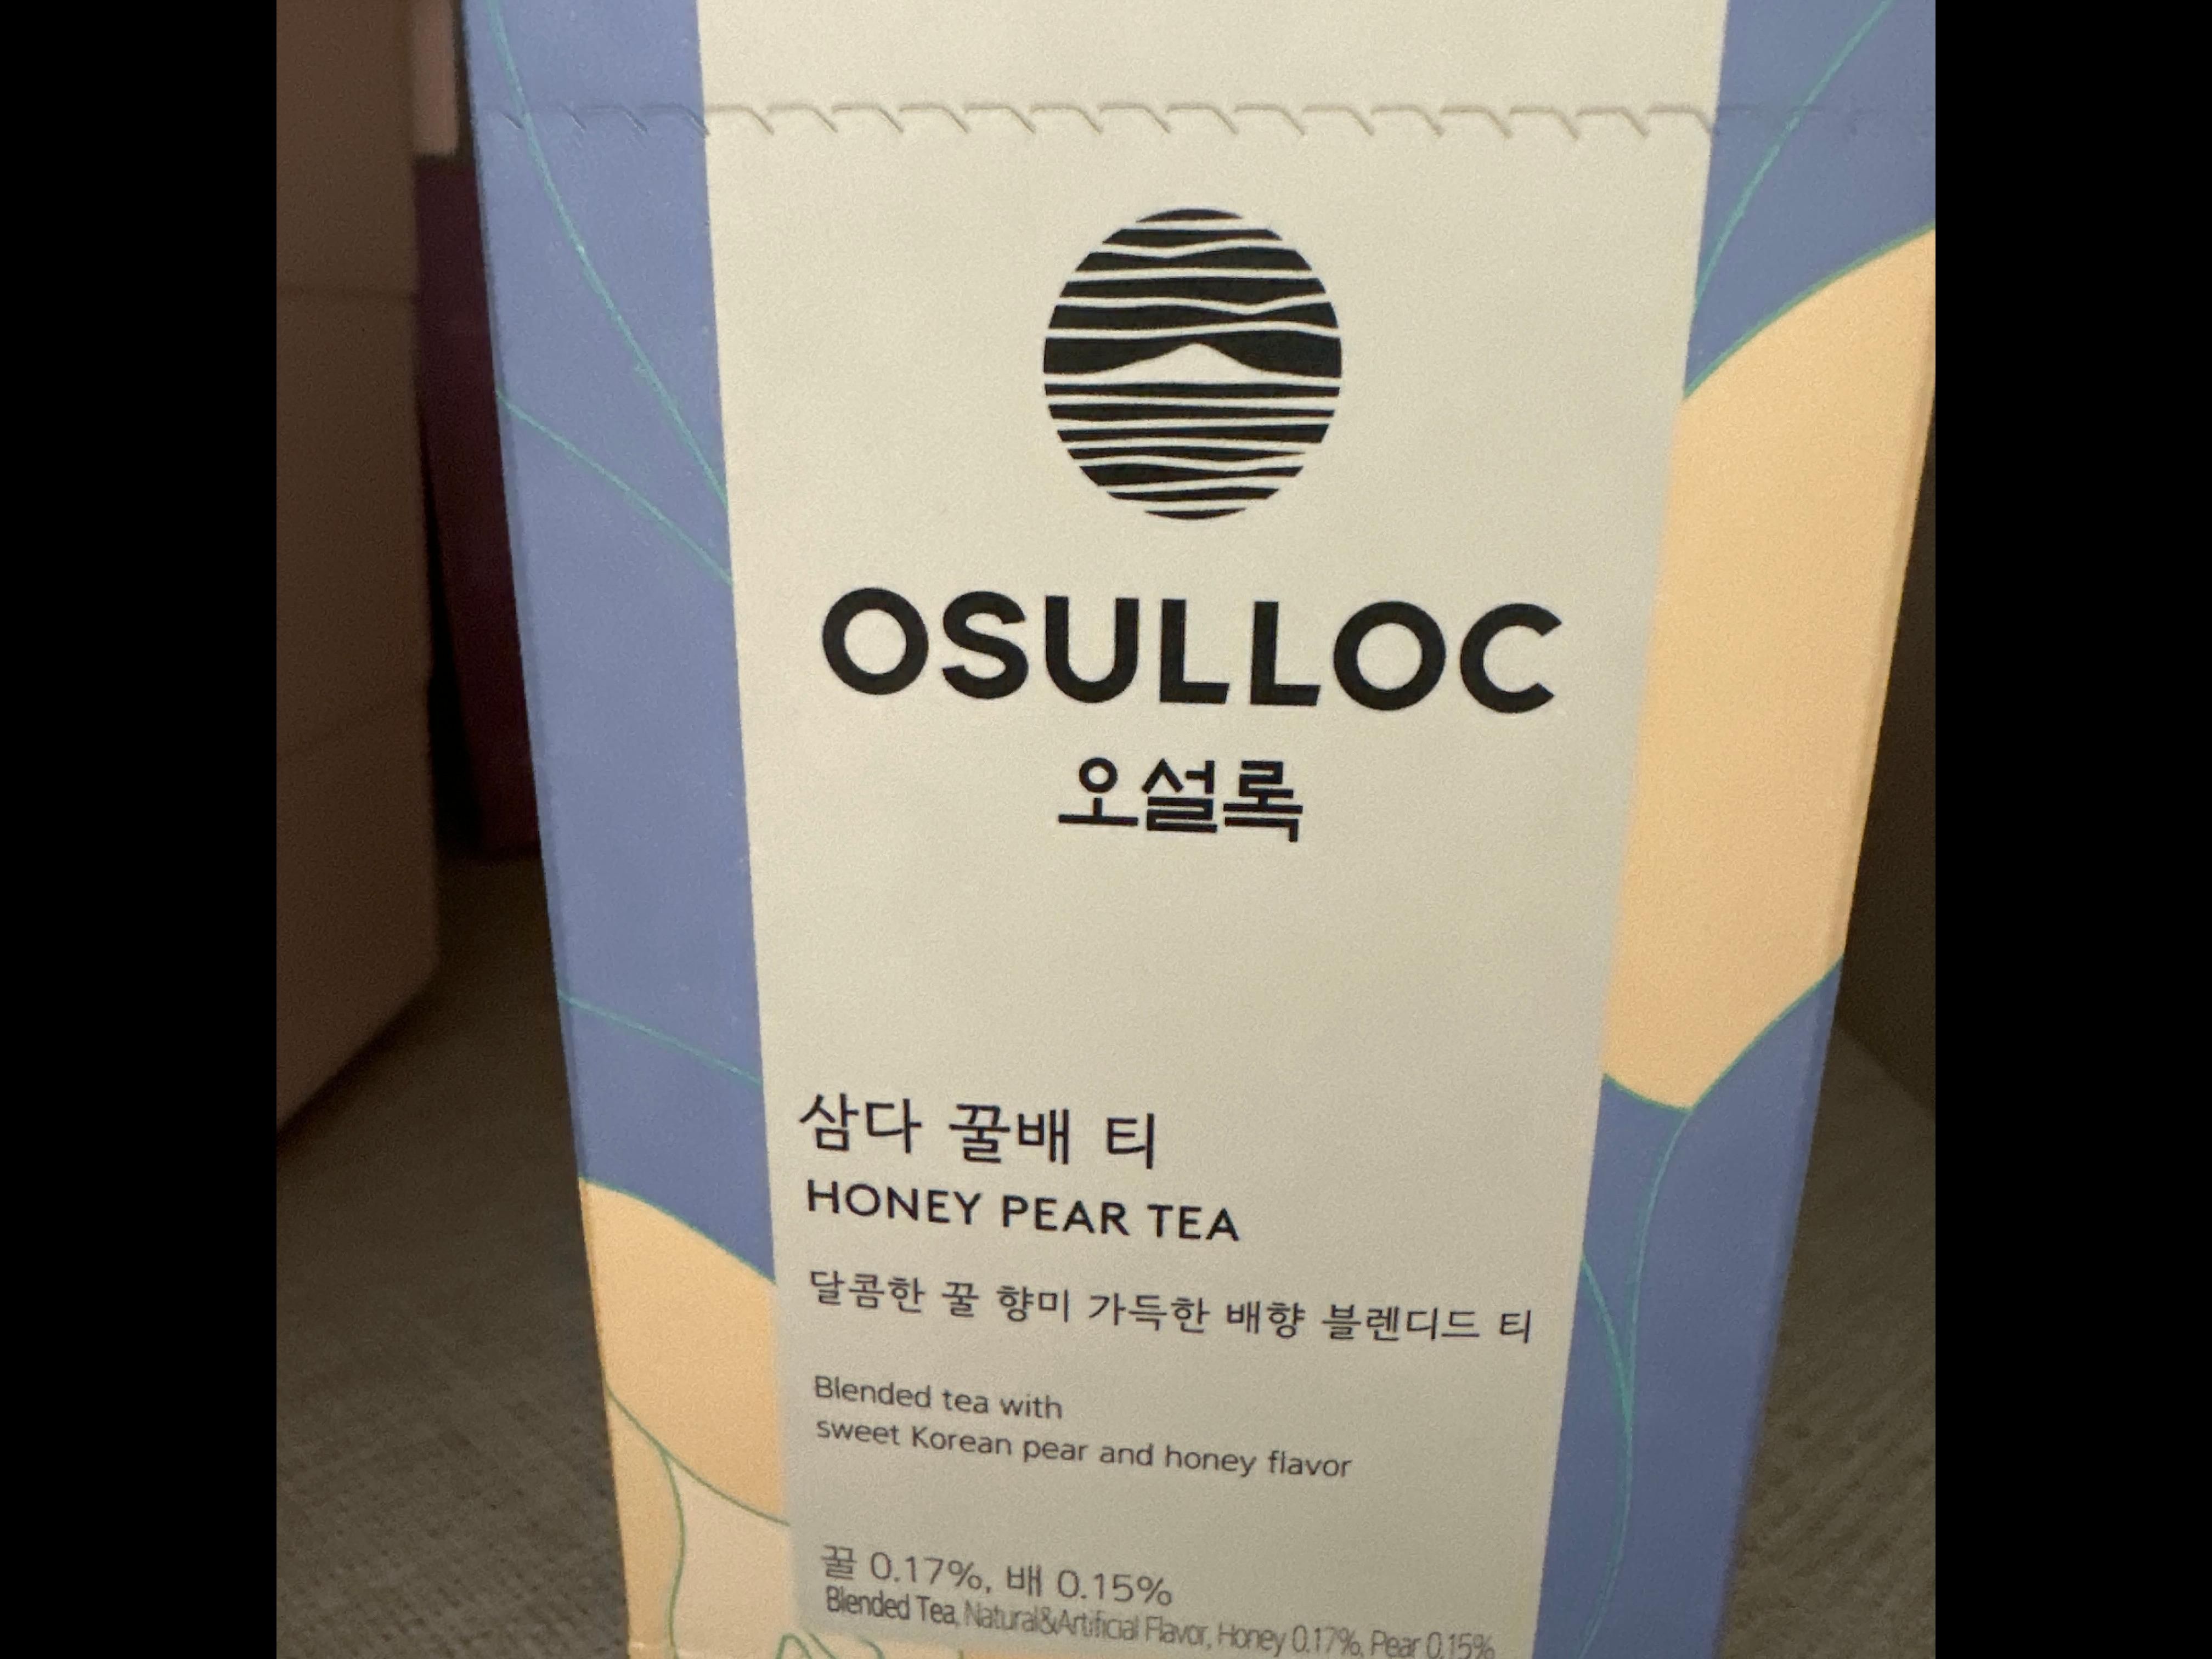 OSULLOC
오설록
삼다 꿀배 티
HONEY PEAR TEA
달콤한 꿀 향미 가득한 배향 블렌디드 티
Blended tea with
sweet Korean pear and honey flavor
꿀 0.17%, 배 0.15%
Blended Tea, Natural&Artificial Flavor, Honey 0.17%, Pear 0.15%